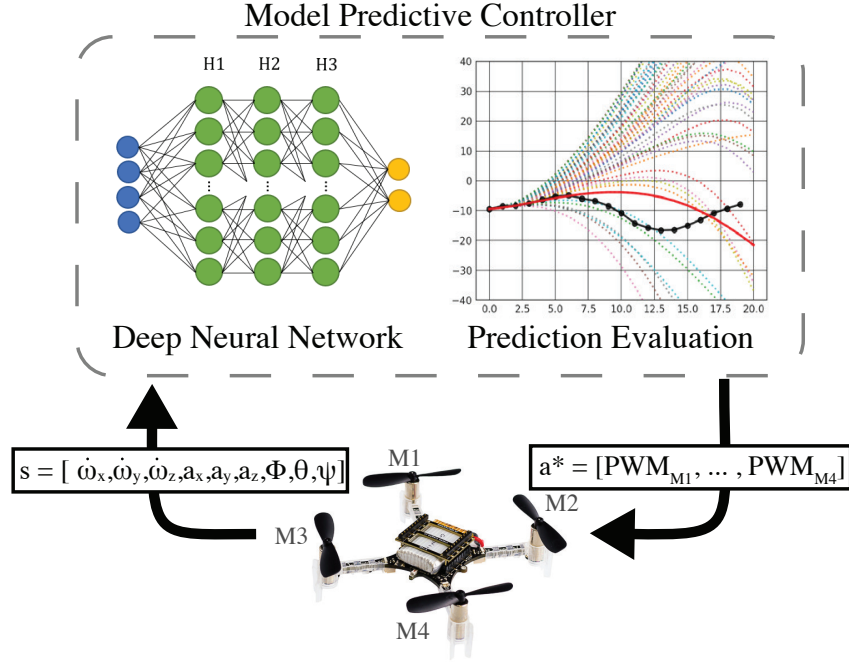 Model Predictive Controller
H1 H2 H3
⋮ ⋮ ⋮
40
30
20
10
0
−10
−20
−30
−40
0.0 2.5 5.0 7.5 10.0 12.5 15.0 17.5 20.0
Deep Neural Network
Prediction Evaluation
s = [ ω̇x,ω̇y,ω̇z,ax,ay,az,Φ,θ,ψ]
a* = [PWMM1, ... , PWMM4]
M1
M2
M3
M4